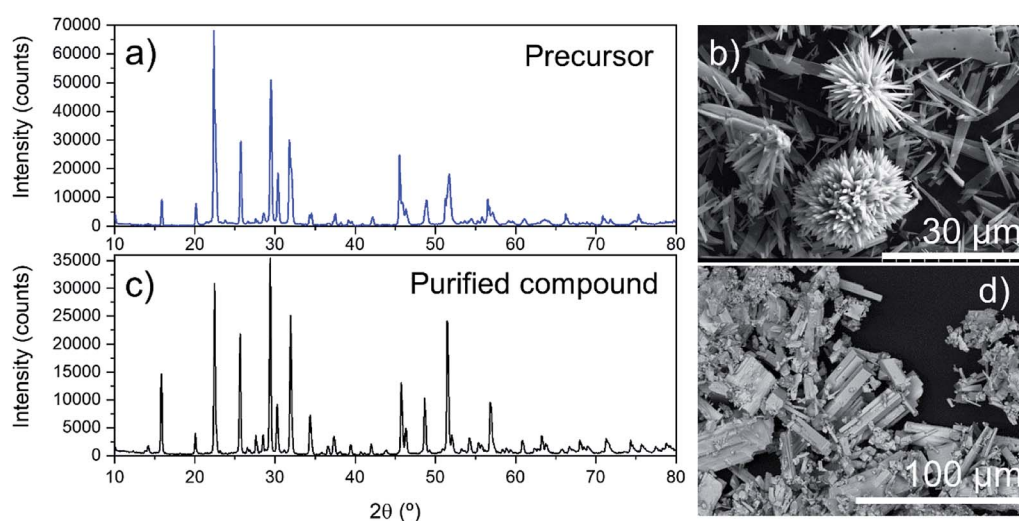 a)
Precursor
Intensity (counts)
70000
60000
50000
40000
30000
20000
10000
0
10 20 30 40 50 60 70 80
b)
30 µm
c)
Purified compound
Intensity (counts)
35000
30000
25000
20000
15000
10000
5000
0
10 20 30 40 50 60 70 80
2θ (º)
d)
100 µm